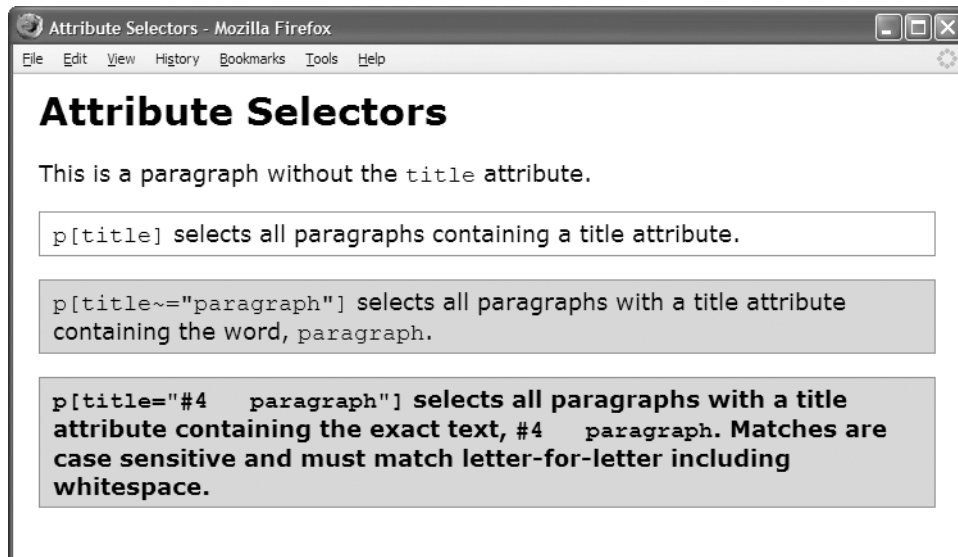 Attribute Selectors - Mozilla Firefox
File Edit View History Bookmarks Tools Help
Attribute Selectors
This is a paragraph without the title attribute.
p[title] selects all paragraphs containing a title attribute.
p[title~="paragraph"] selects all paragraphs with a title attribute
containing the word, paragraph.
p[title="#4   paragraph"] selects all paragraphs with a title
attribute containing the exact text, #4   paragraph. Matches are
case sensitive and must match letter-for-letter including
whitespace.